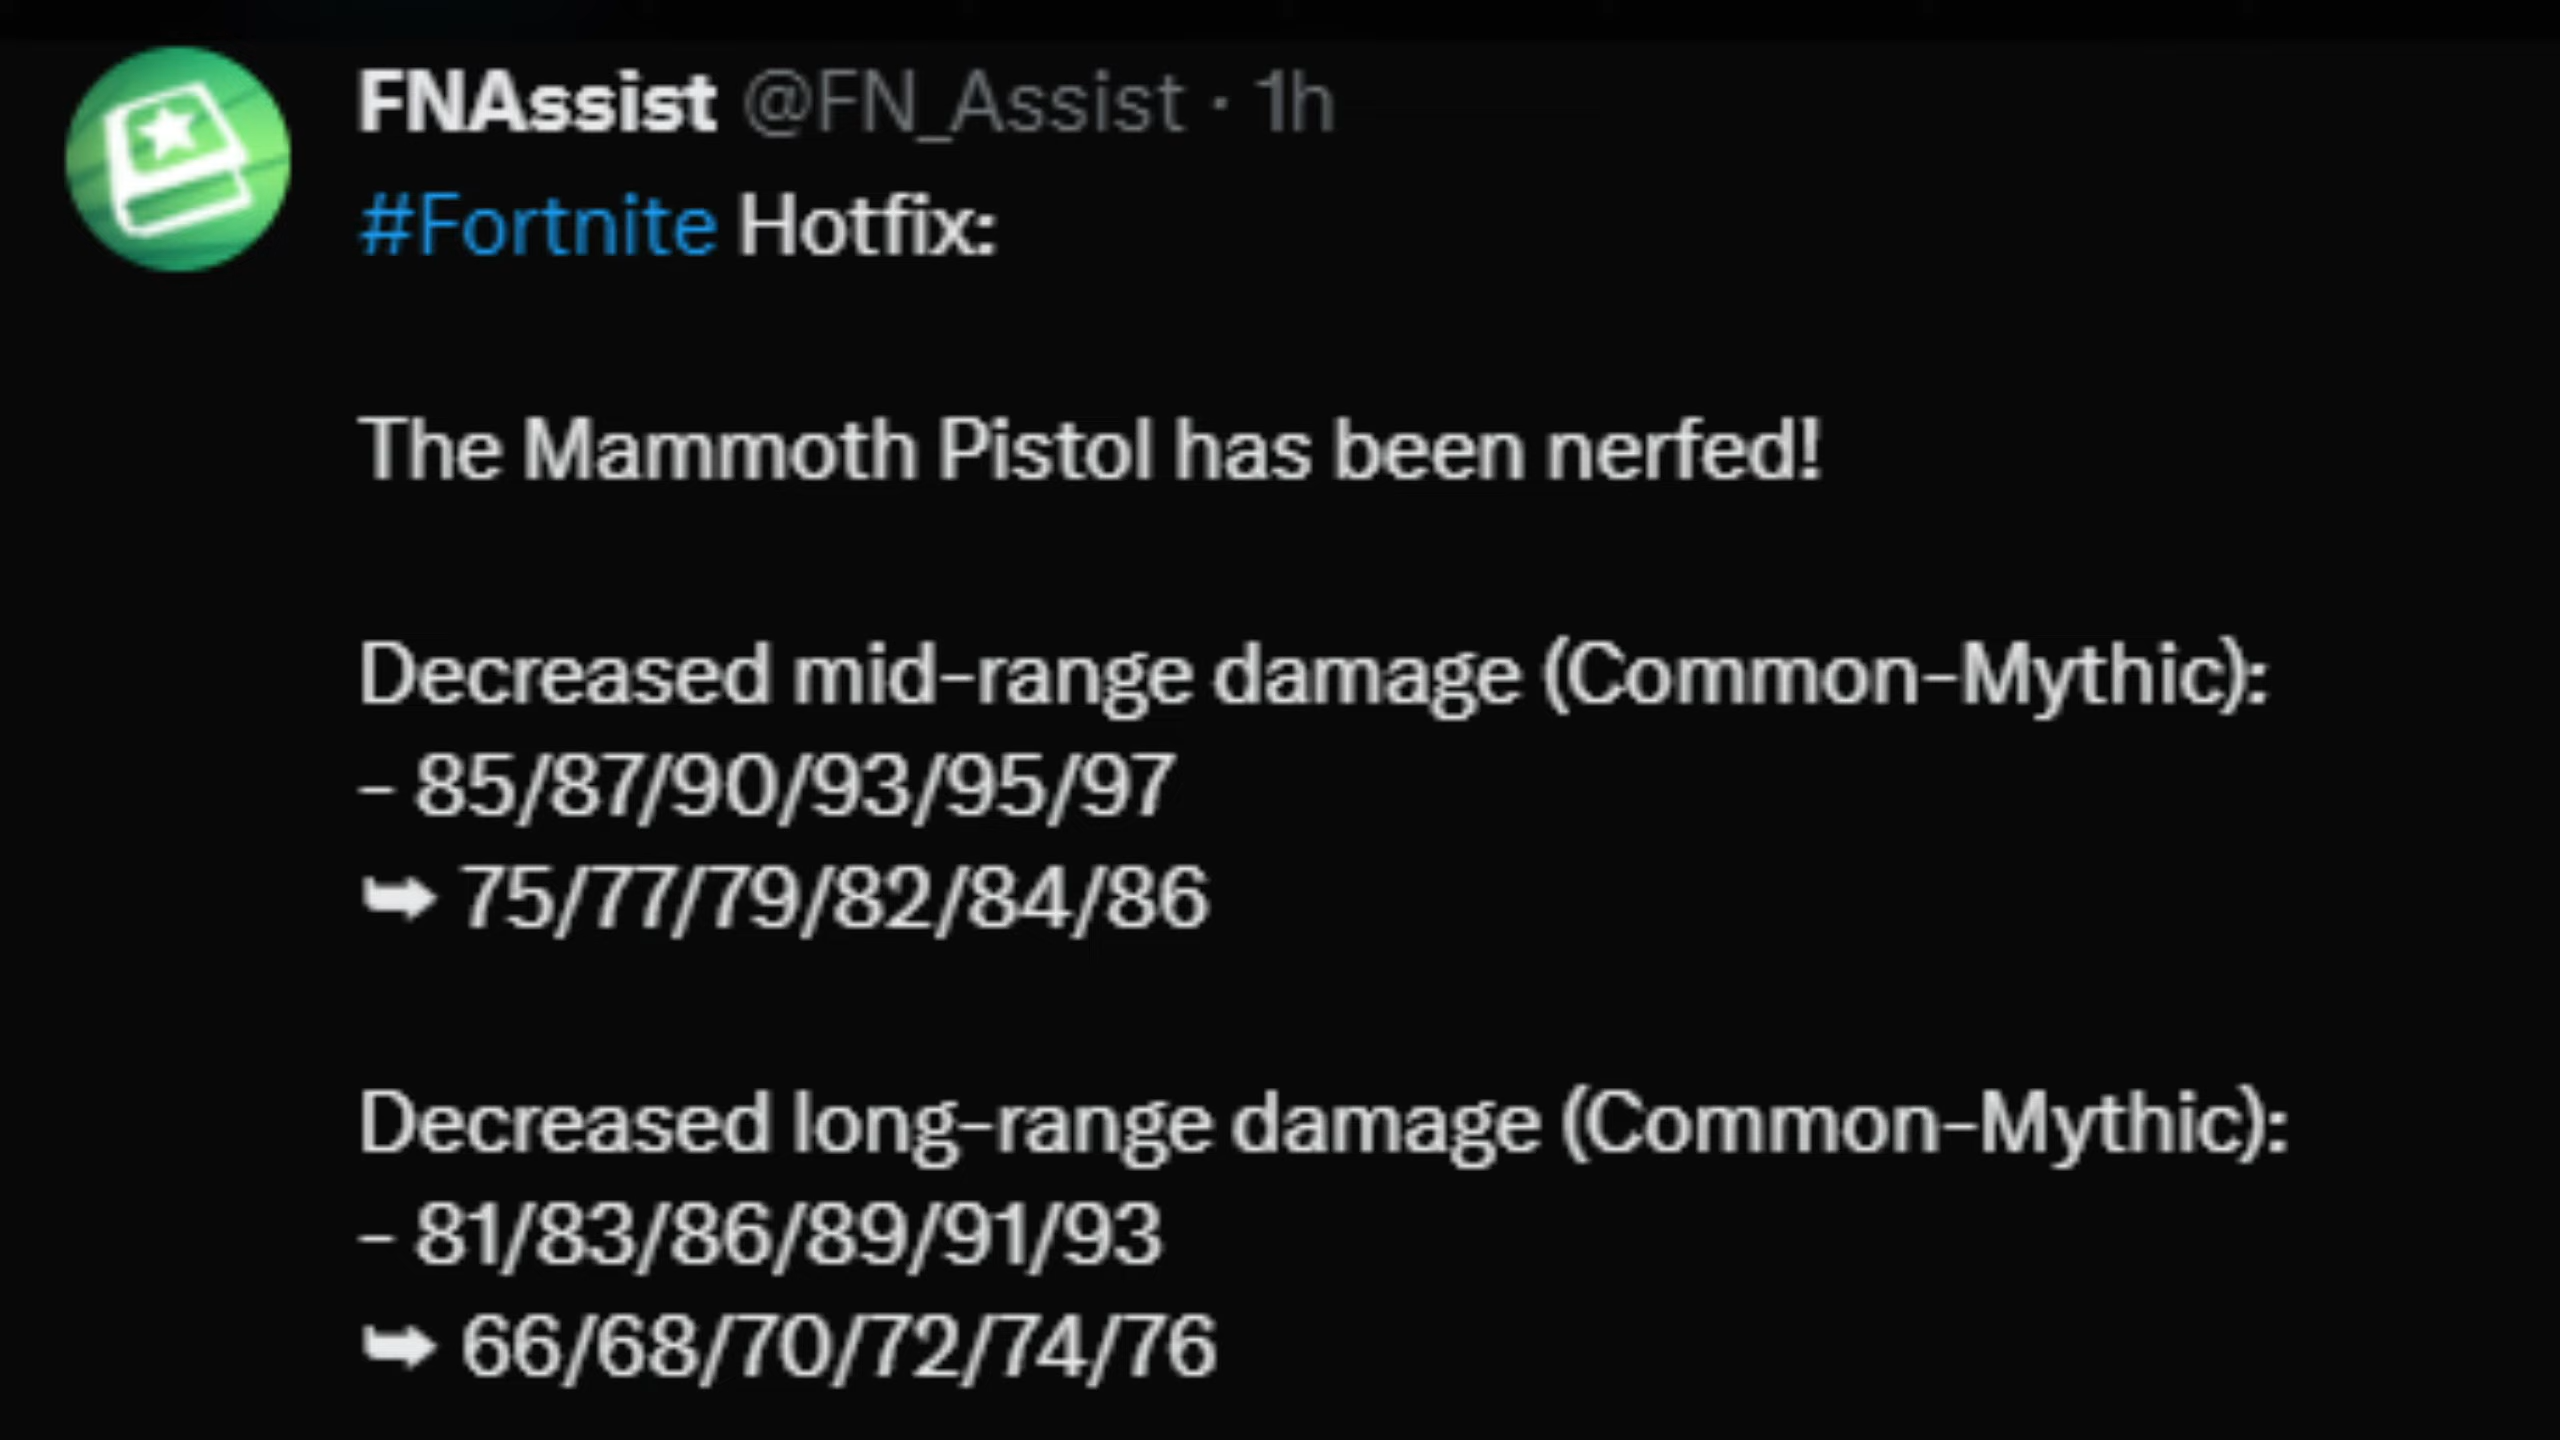 FNAssist @FN_Assist · 1h
#Fortnite Hotfix:
The Mammoth Pistol has been nerfed!
Decreased mid-range damage (Common-Mythic):
- 85/87/90/93/95/97
➥ 75/77/79/82/84/86
Decreased long-range damage (Common-Mythic):
- 81/83/86/89/91/93
➥ 66/68/70/72/74/76